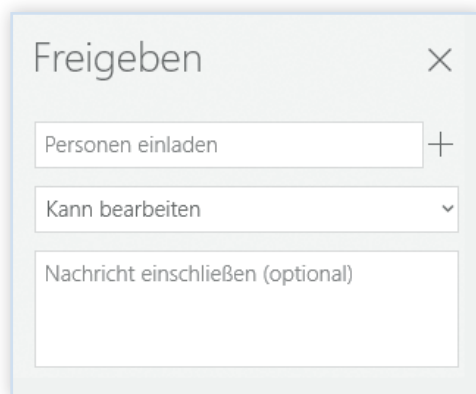 Freigeben
Personen einladen
Kann bearbeiten
Nachricht einschließen (optional)